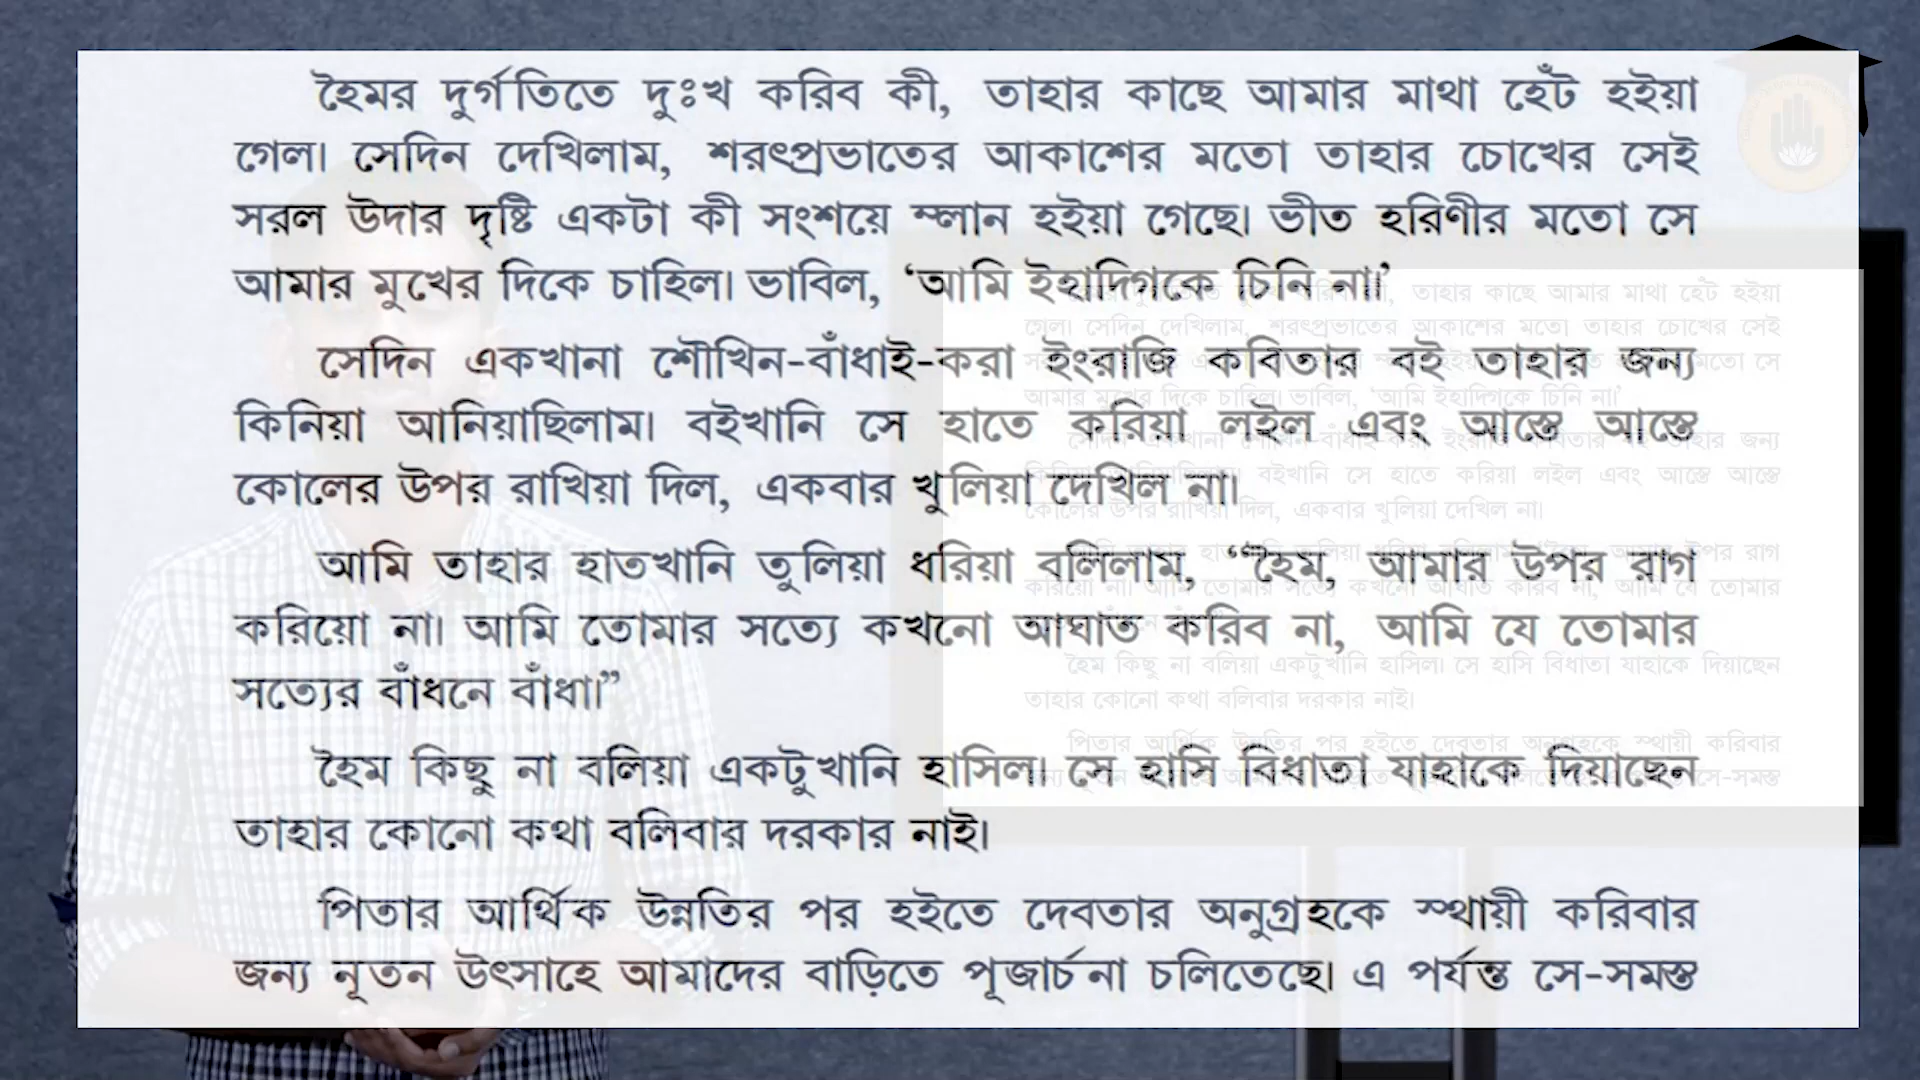 হৈমর দুর্গতিতে দুঃখ করিব কী, তাহার কাছে আমার মাথা হেঁট হইয়া
গেল। সেদিন দেখিলাম, শরৎপ্রভাতের আকাশের মতো তাহার চোখের সেই
সরল উদার দৃষ্টি একটা কী সংশয়ে ম্লান হইয়া গেছে। ভীত হরিণীর মতো সে
আমার মুখের দিকে চাহিল। ভাবিল, ‘আমি ইহাদিগকে চিনি না।’
সেদিন একখানা শৌখিন-বাঁধাই-করা ইংরাজি কবিতার বই তাহার জন্য
কিনিয়া আনিয়াছিলাম। বইখানি সে হাতে করিয়া লইল এবং আস্তে আস্তে
কোলের উপর রাখিয়া দিল, একবার খুলিয়া দেখিল না।
আমি তাহার হাতখানি তুলিয়া ধরিয়া বলিলাম, “হৈম, আমার উপর রাগ
করিয়ো না। আমি তোমার সত্যে কখনো আঘাত করিব না, আমি যে তোমার
সত্যের বাঁধনে বাঁধা।”
হৈম কিছু না বলিয়া একটুখানি হাসিল। সে হাসি বিধাতা যাহাকে দিয়াছেন
তাহার কোনো কথা বলিবার দরকার নাই।
পিতার আর্থিক উন্নতির পর হইতে দেবতার অনুগ্রহকে স্থায়ী করিবার
জন্য নূতন উৎসাহে আমাদের বাড়িতে পূজার্চনা চলিতেছে। এ পর্যন্ত সে-সমস্ত